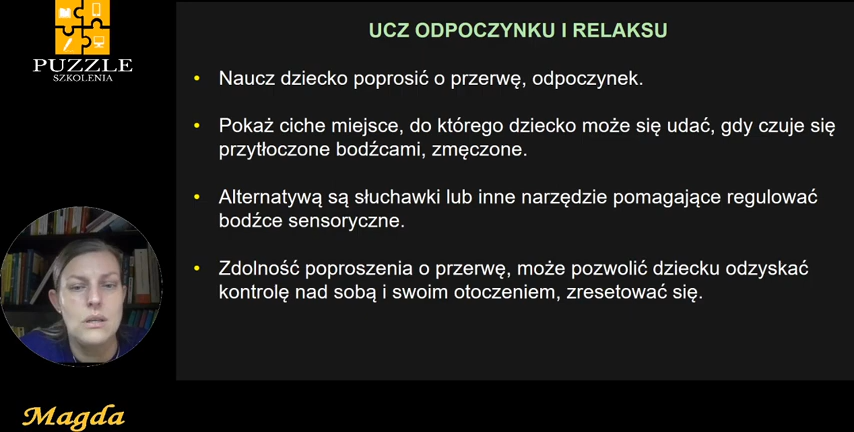 PUZZLE
SZKOLENIA
UCZ ODPOCZYNKU I RELAKSU
• Naucz dziecko poprosić o przerwę, odpoczynek.
• Pokaż ciche miejsce, do którego dziecko może się udać, gdy czuje się
przytłoczone bodźcami, zmęczone.
• Alternatywą są słuchawki lub inne narzędzie pomagające regulować
bodźce sensoryczne.
• Zdolność poproszenia o przerwę, może pozwolić dziecku odzyskać
kontrolę nad sobą i swoim otoczeniem, zresetować się.
Magda